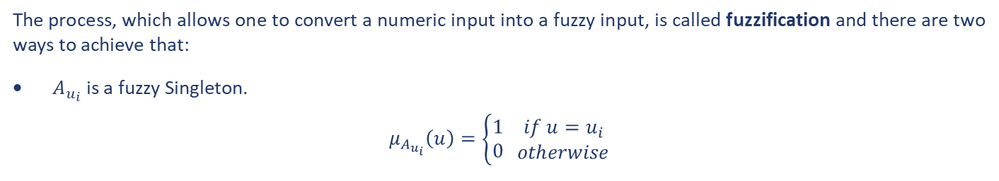 The process, which allows one to convert a numeric input into a fuzzy input, is called fuzzification and there are two
ways to achieve that:
• A_{u_i} is a fuzzy Singleton.
μ_{A_{u_i}}(u) = {1 if u = u_i
0 otherwise